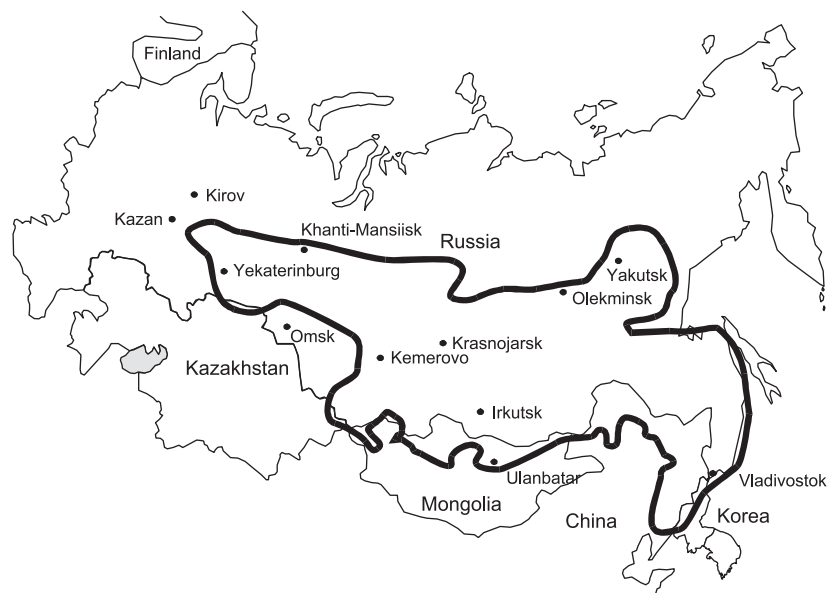 Finland
Kirov
Kazan
Khanti-Mansiisk
Russia
Yekaterinburg
Yakutsk
Olekminsk
Omsk
Krasnojarsk
Kemerovo
Kazakhstan
Irkutsk
Ulanbatar
Vladivostok
Mongolia
China
Korea